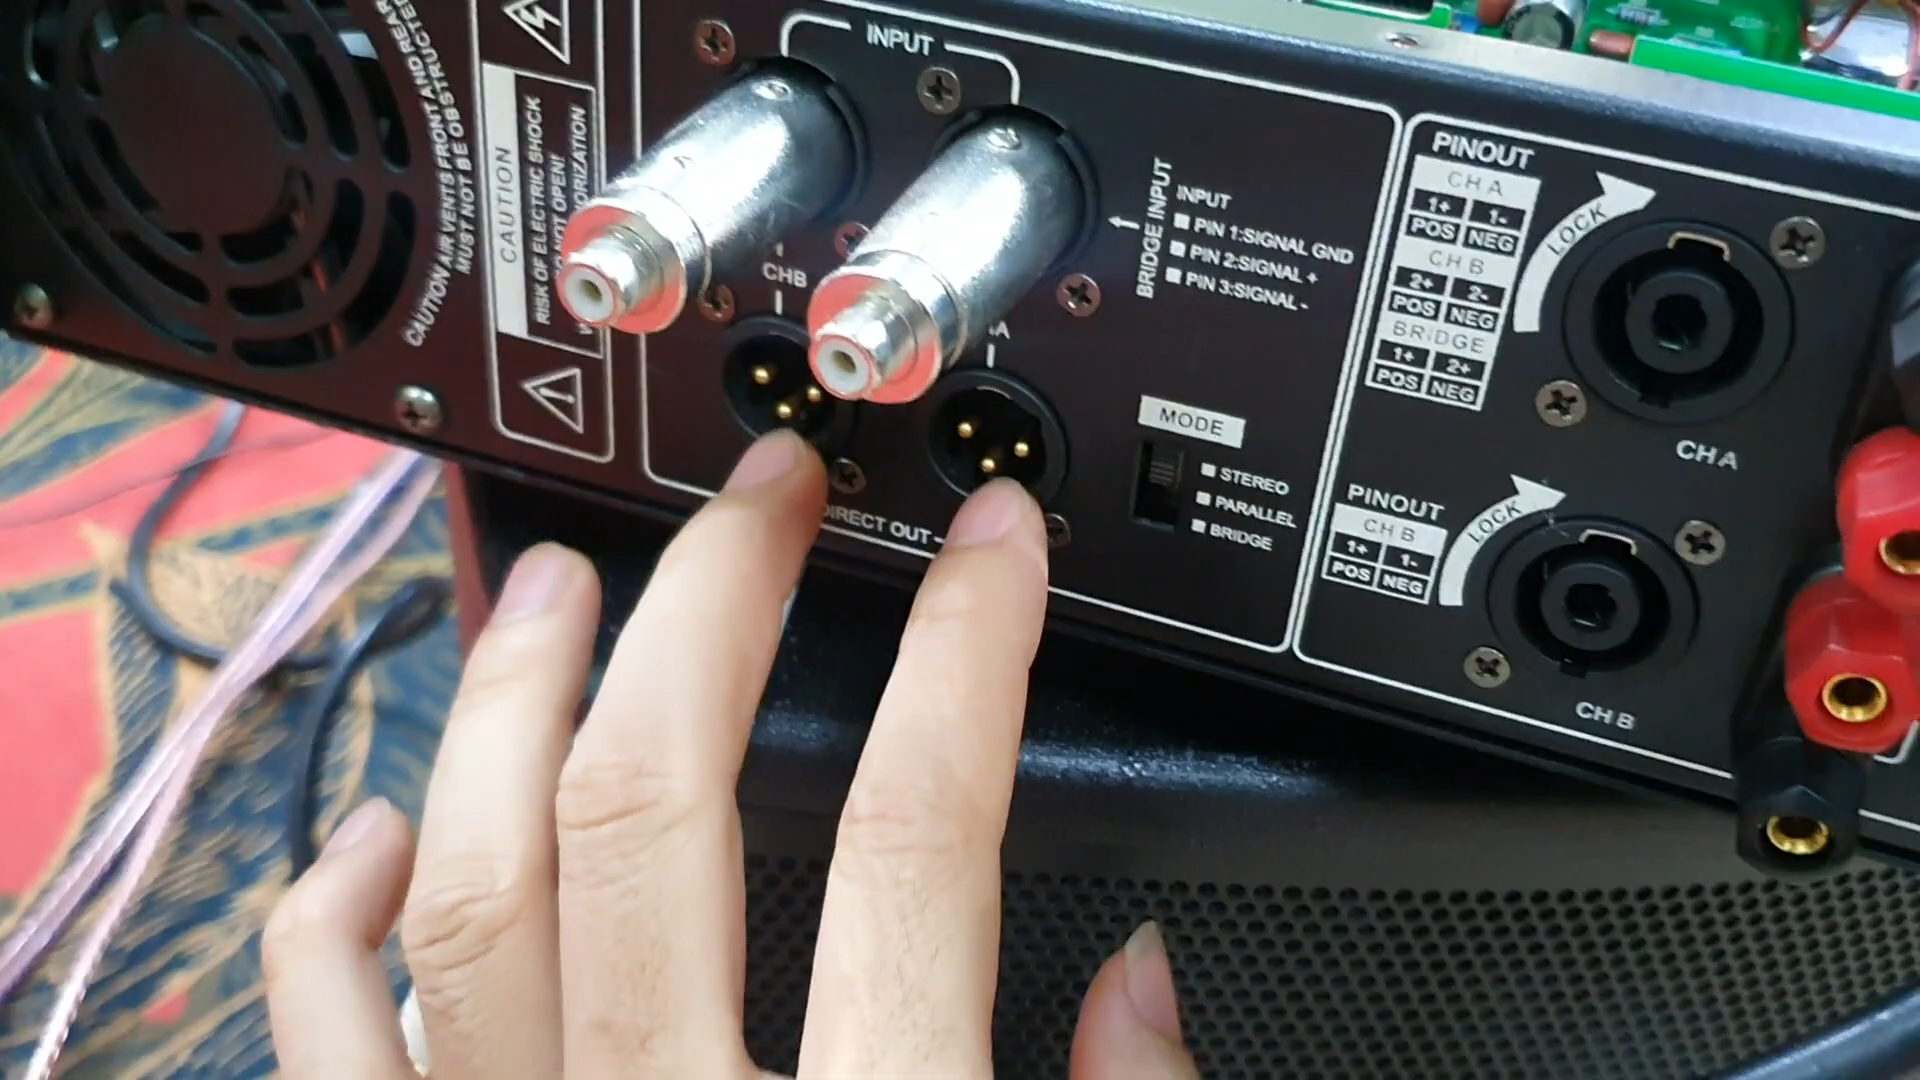 CAUTION AIR VENTS FRONT AND REAR
MUST NOT BE OBSTRUCTED
CAUTION
RISK OF ELECTRIC SHOCK
DO NOT OPEN!
INPUT
CHB
DIRECT OUT
BRIDGE INPUT
INPUT
PIN 1:SIGNAL GND
PIN 2:SIGNAL +
PIN 3:SIGNAL -
MODE
STEREO
PARALLEL
BRIDGE
PINOUT
CH A
1+ 1-
POS NEG
CH B
2+ 2-
POS NEG
BRIDGE
1+ 2+
POS NEG
LOCK
CH A
PINOUT
CH B
1+ 1-
POS NEG
LOCK
CH B